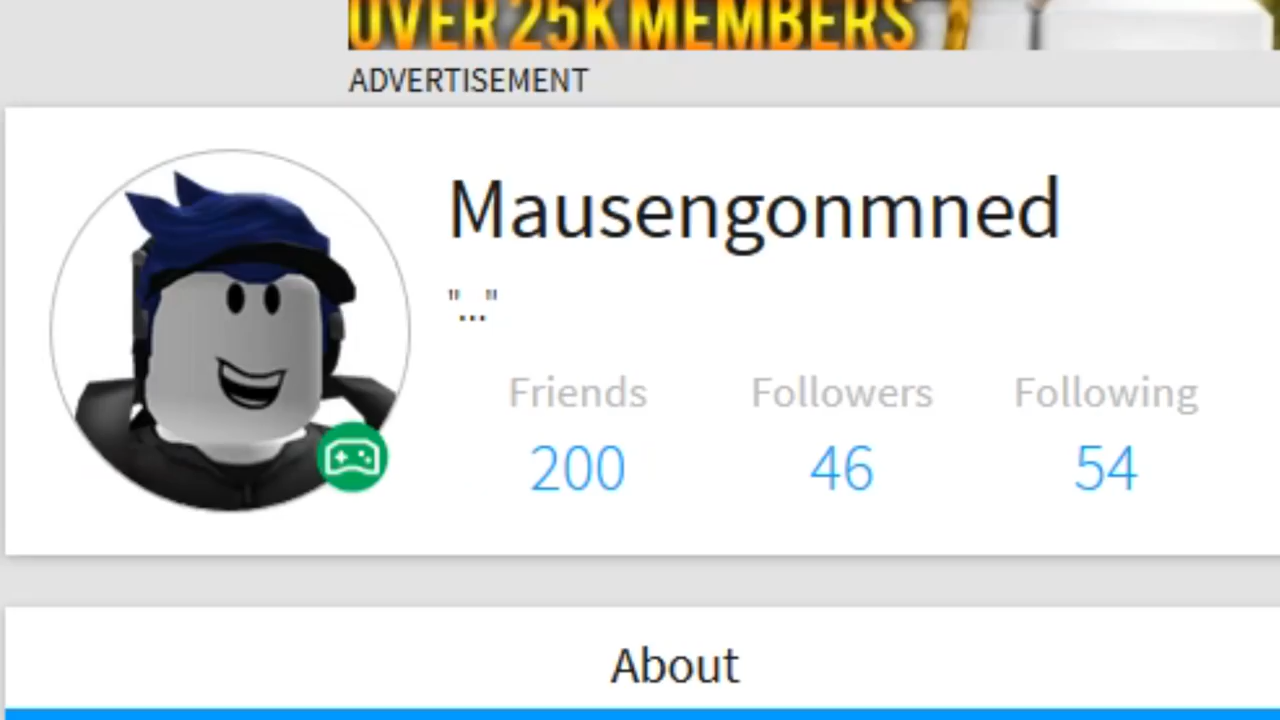 OVER 25K MEMBERS
ADVERTISEMENT
Mausengonmned
"..."
Friends Followers Following
200 46 54
About